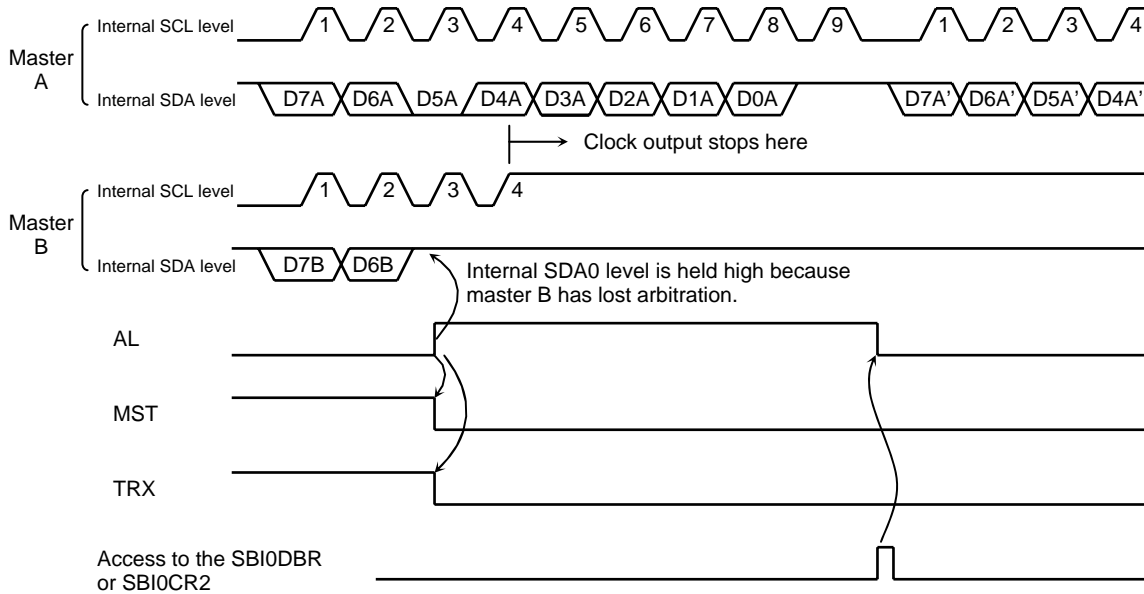 Master A
Internal SCL level 1 2 3 4 5 6 7 8 9 1 2 3 4
Internal SDA level D7A D6A D5A D4A D3A D2A D1A D0A D7A' D6A' D5A' D4A'
Clock output stops here
Master B
Internal SCL level 1 2 3 4
Internal SDA level D7B D6B
Internal SDA0 level is held high because
master B has lost arbitration.
AL
MST
TRX
Access to the SBI0DBR
or SBI0CR2